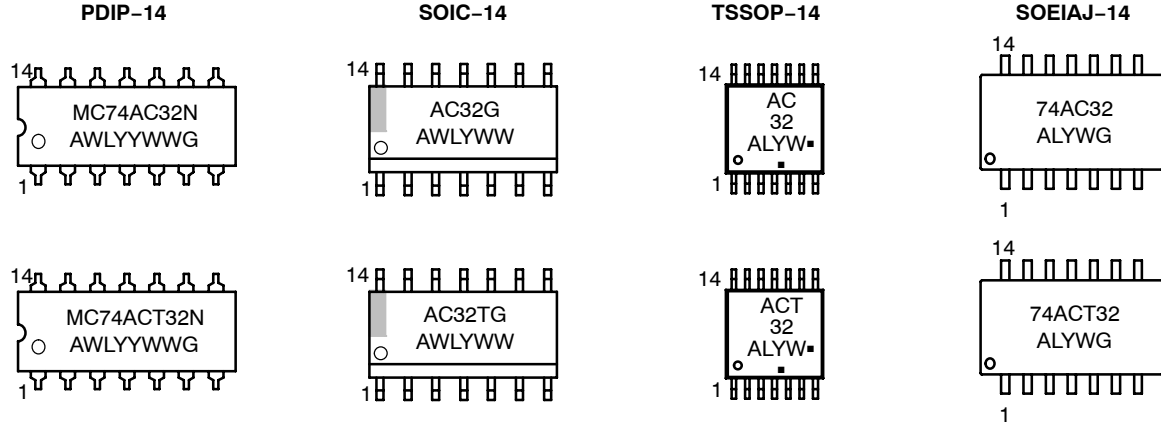 PDIP−14
SOIC−14
TSSOP−14
SOEIAJ−14
14
MC74AC32N
AWLYYWWG
1
14
AC32G
AWLYWW
1
14
AC
32
ALYW▪
▪
1
14
74AC32
ALYWG
1
14
MC74ACT32N
AWLYYWWG
1
14
AC32TG
AWLYWW
1
14
ACT
32
ALYW▪
▪
1
14
74ACT32
ALYWG
1